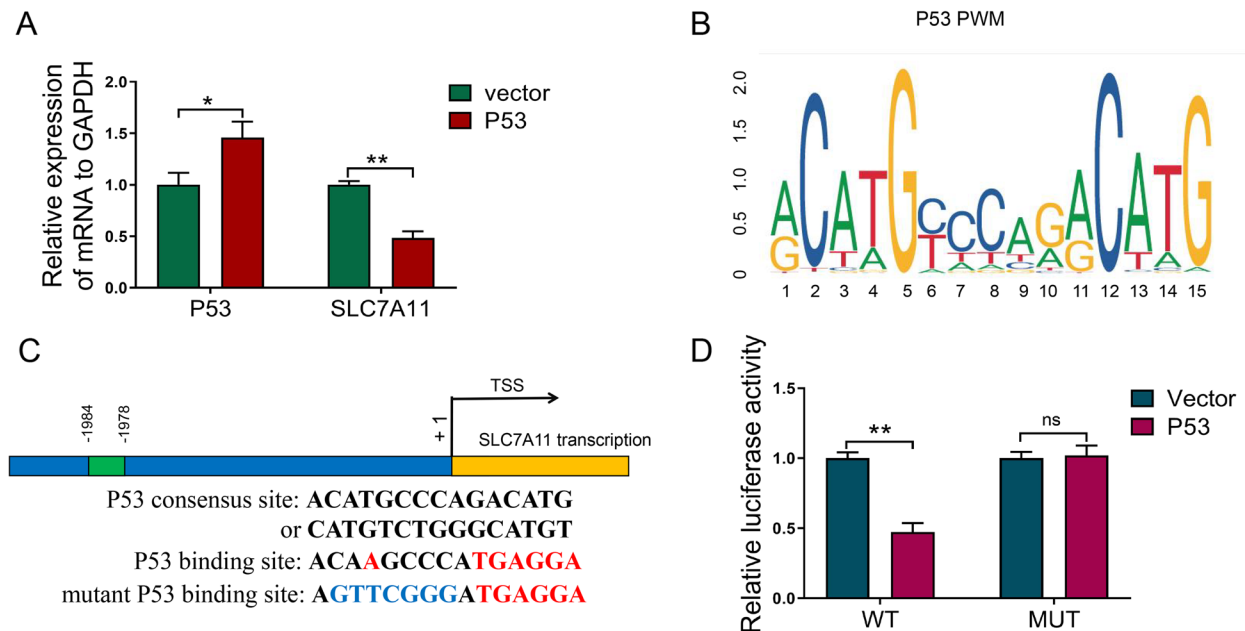 A
Relative expression
of mRNA to GAPDH
2.0
1.5
1.0
0.5
0.0
*
**
vector
P53
P53
SLC7A11
B
P53 PWM
2.0
1.5
1.0
0.5
0
1 2 3 4 5 6 7 8 9 10 11 12 13 14 15
C
-1984
-1978
+ 1
TSS
SLC7A11 transcription
P53 consensus site: ACATGCCCAGACATG
or CATGTCTGGGCATGT
P53 binding site: ACAAGCCCATGAGGA
mutant P53 binding site: AGTTCGGGATGAGGA
D
Relative luciferase activity
1.5
1.0
0.5
0.0
**
ns
Vector
P53
WT
MUT